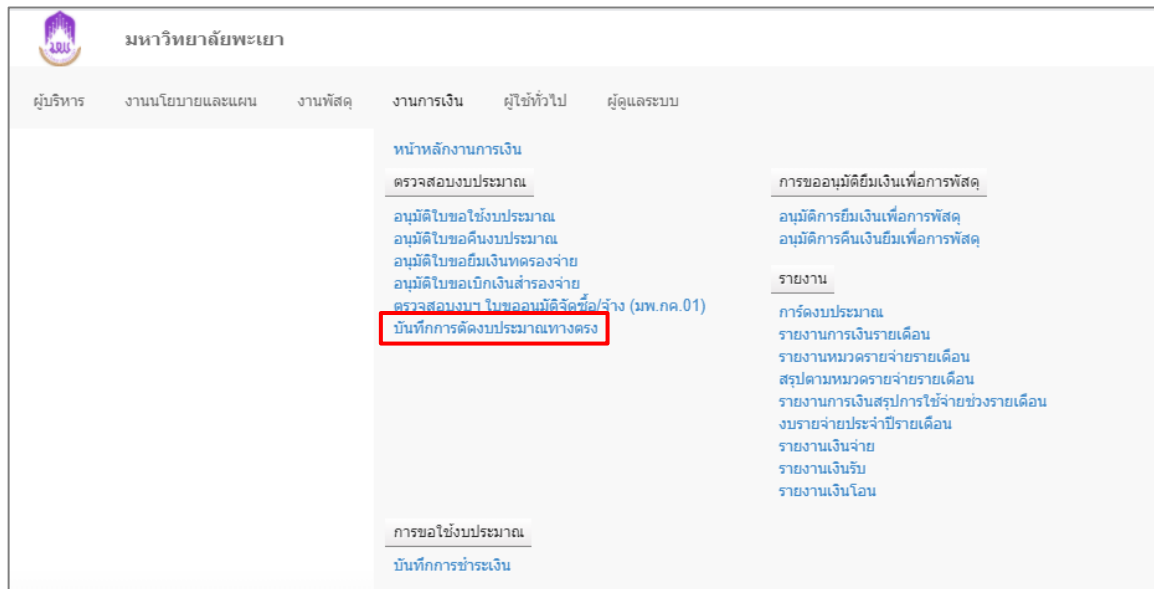 มหาวิทยาลัยพะเยา
ผู้บริหาร งานนโยบายและแผน งานพัสดุ งานการเงิน ผู้ใช้ทั่วไป ผู้ดูแลระบบ
หน้าหลักงานการเงิน
ตรวจสอบงบประมาณ
อนุมัติใบขอใช้งบประมาณ
อนุมัติใบขอคืนงบประมาณ
อนุมัติใบขอยืมเงินทดรองจ่าย
อนุมัติใบขอเบิกเงินสำรองจ่าย
ตรวจสอบงบฯ ใบขออนุมัติจัดซื้อ/จ้าง (มพ.กค.01)
บันทึกการตัดงบประมาณทางตรง
การขออนุมัติยืมเงินเพื่อการพัสดุ
อนุมัติการยืมเงินเพื่อการพัสดุ
อนุมัติการคืนเงินยืมเพื่อการพัสดุ
รายงาน
การ์ดงบประมาณ
รายงานการเงินรายเดือน
รายงานหมวดรายจ่ายรายเดือน
สรุปตามหมวดรายจ่ายรายเดือน
รายงานการเงินสรุปการใช้จ่ายช่วงรายเดือน
งบรายจ่ายประจำปีรายเดือน
รายงานเงินจ่าย
รายงานเงินรับ
รายงานเงินโอน
การขอใช้งบประมาณ
บันทึกการชำระเงิน